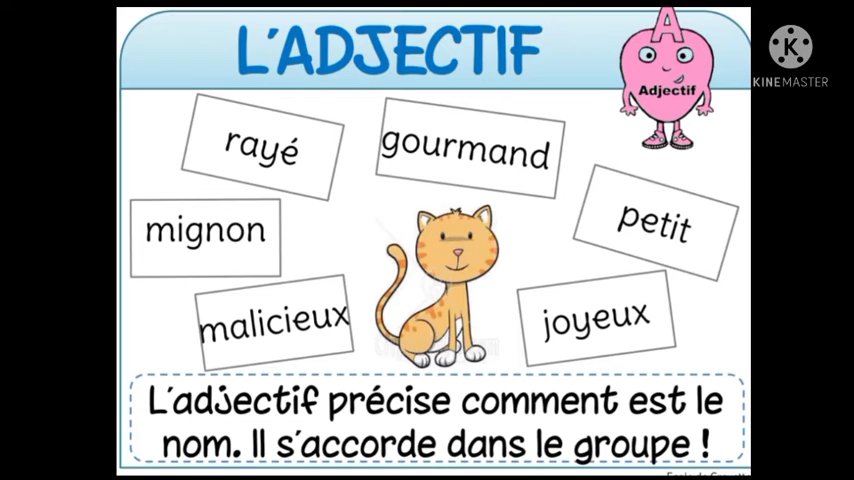 L'ADJECTIF
A
Adjectif
KINEMASTER
rayé
gourmand
mignon
petit
malicieux
joyeux
L'adjectif précise comment est le
nom. Il s'accorde dans le groupe !